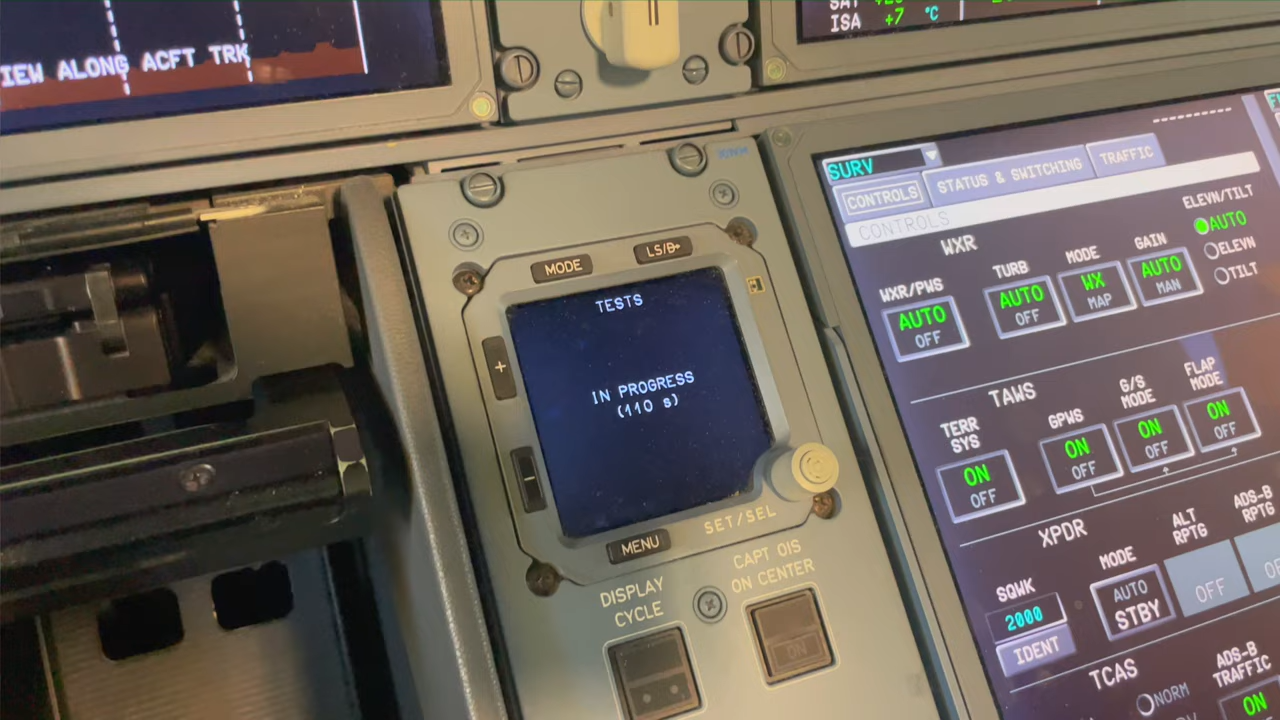 IEW ALONG ACFT TRK
SAT +28
ISA +7 °C
MODE
LS/B
TESTS
+
IN PROGRESS
(110 s)
-
MENU
SET/SEL
DISPLAY
CYCLE
CAPT OIS
ON CENTER
ON
SURV
CONTROLS
STATUS & SWITCHING
TRAFFIC
CONTROLS
WXR
ELEVN/TILT
AUTO
ELEVN
TILT
WXR/PWS
AUTO
OFF
TURB
AUTO
OFF
MODE
WX
MAP
GAIN
AUTO
MAN
TAWS
TERR
SYS
ON
OFF
GPWS
ON
OFF
G/S
MODE
ON
OFF
FLAP
MODE
ON
OFF
XPDR
SQWK
2000
IDENT
MODE
AUTO
STBY
ALT
RPTG
OFF
ADS-B
RPTG
TCAS
NORM
ADS-B
TRAFFIC
ON